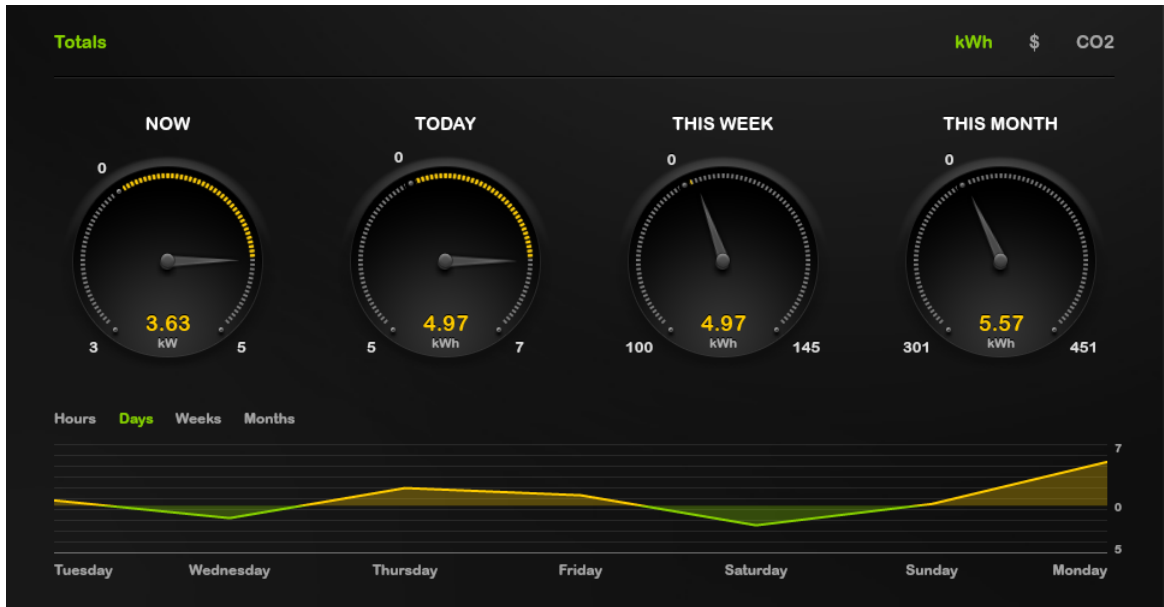 Totals kWh $ CO2
NOW TODAY THIS WEEK THIS MONTH
0 0 0 0
3.63 4.97 4.97 5.57
kW kWh kWh kWh
3 5 5 7 100 145 301 451
Hours Days Weeks Months
7
0
5
Tuesday Wednesday Thursday Friday Saturday Sunday Monday